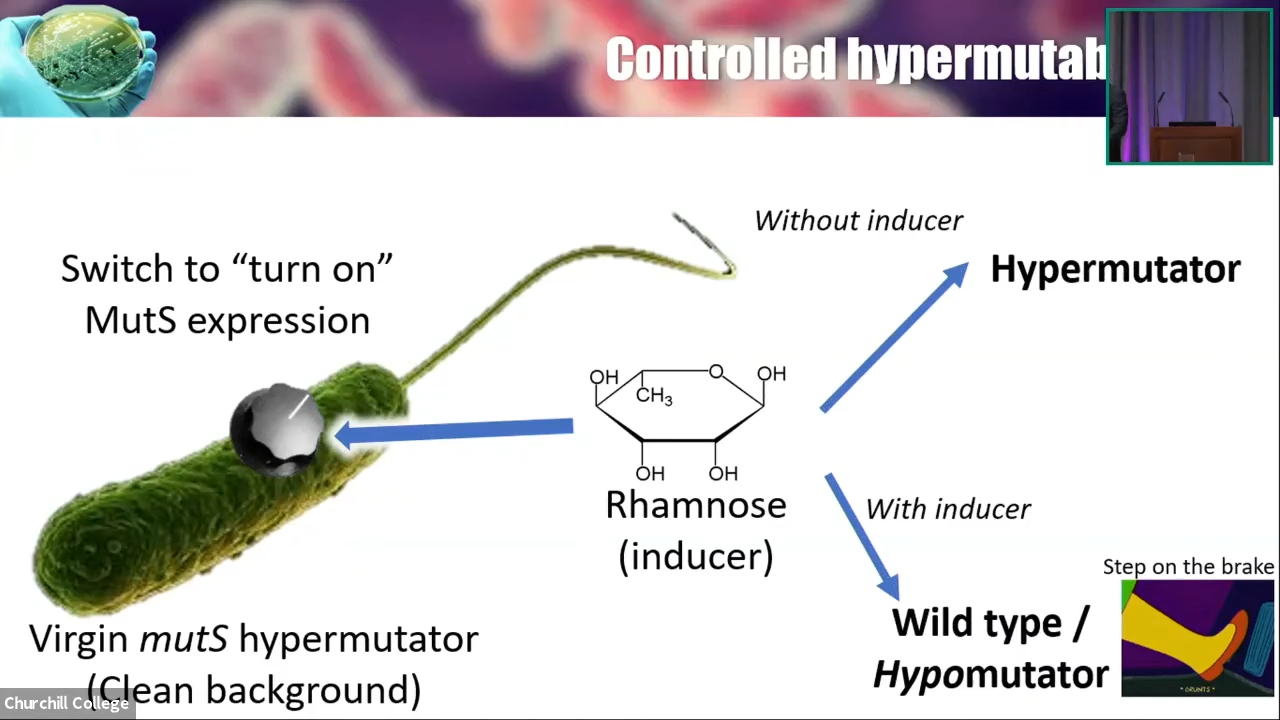 Controlled hypermutab
Without inducer
Switch to “turn on”
MutS expression
Hypermutator
OH
CH3
O
OH
OH
OH
Rhamnose
(inducer)
With inducer
Step on the brake
Wild type /
Hypomutator
* GRUNTS *
Virgin mutS hypermutator
(Clean background)
Churchill College